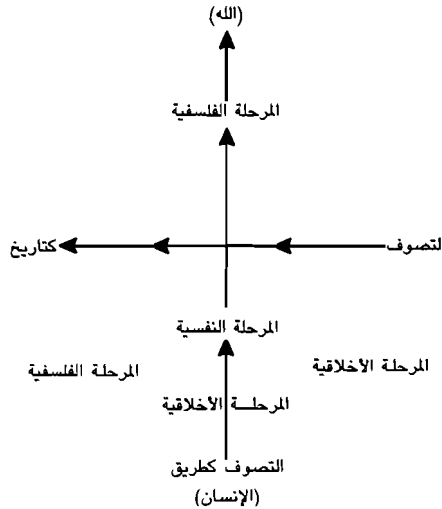 (الله)
المرحلة الفلسفية
لتصوف
كتاريخ
المرحلة النفسية
المرحلة الأخلاقية
المرحلة الفلسفية
المرحلــة الأخلاقية
التصوف كطريق
(الإنسان)